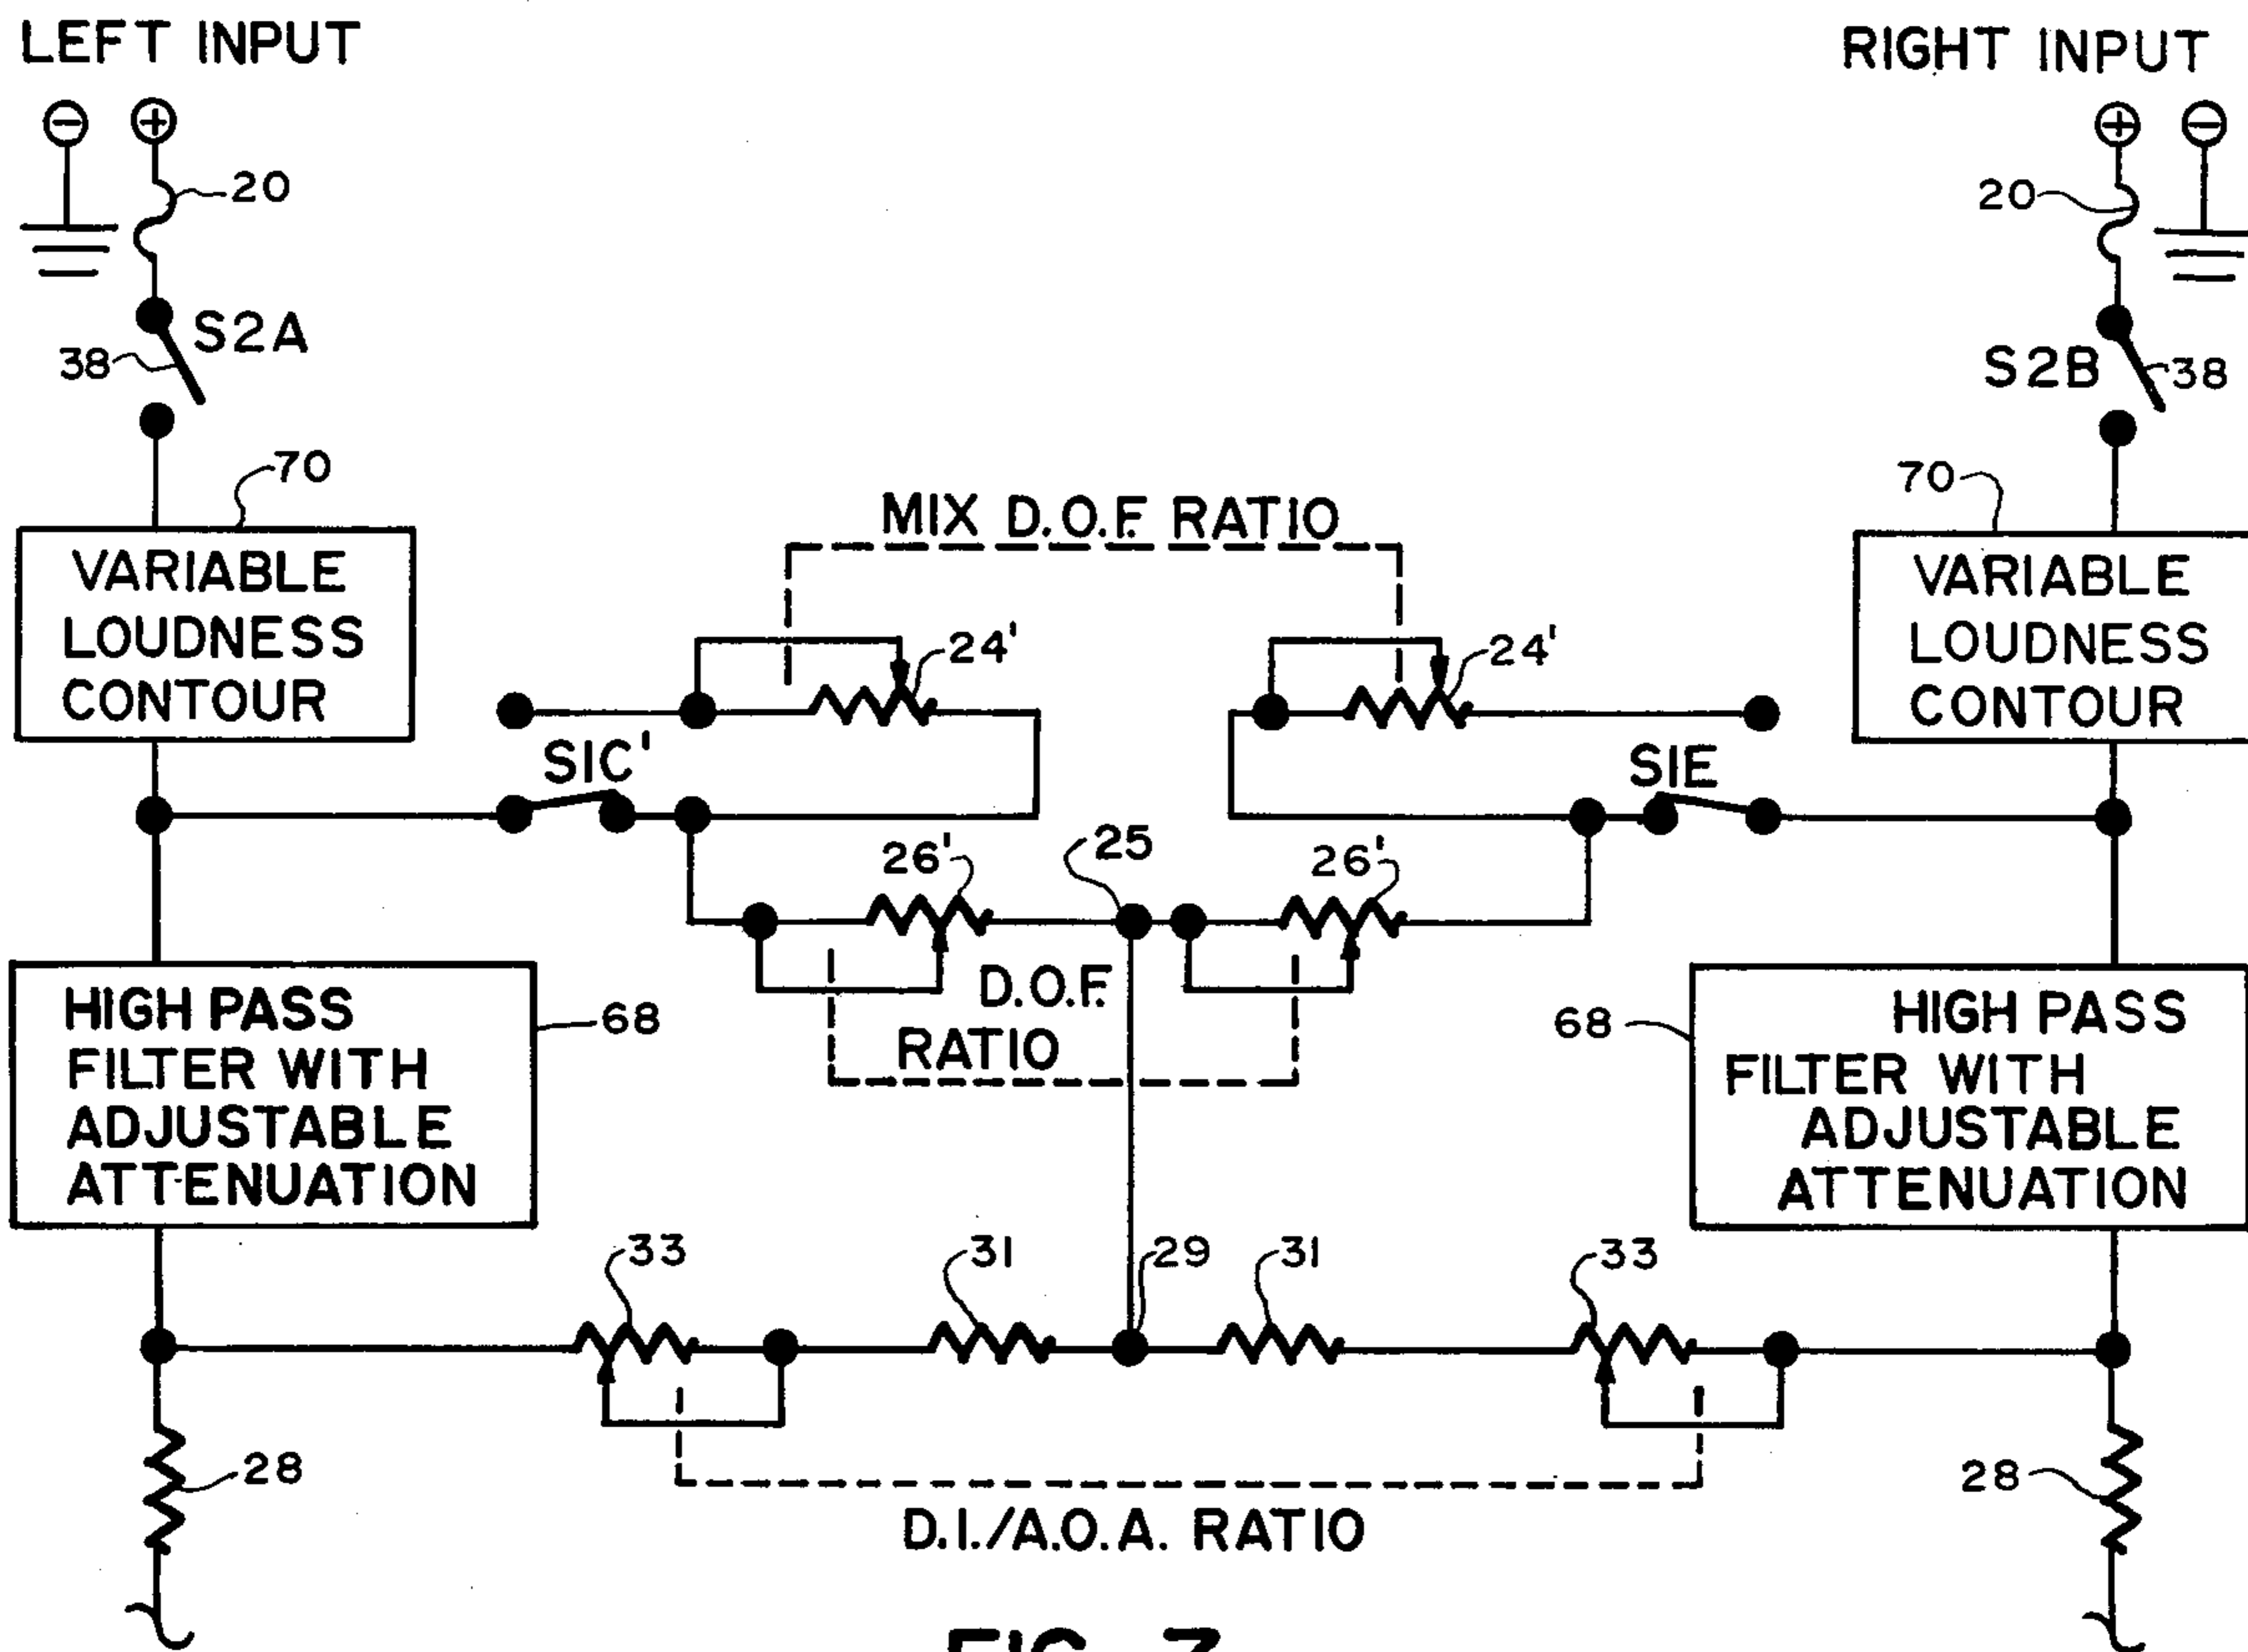 LEFT INPUT
RIGHT INPUT
20
20
S2A
38
S2B
38
70
70
MIX D.O.F. RATIO
VARIABLE
LOUDNESS
CONTOUR
VARIABLE
LOUDNESS
CONTOUR
24'
24'
SIC'
SIE
26'
25
26'
D.O.F.
RATIO
HIGH PASS
FILTER WITH
ADJUSTABLE
ATTENUATION
68
68
HIGH PASS
FILTER WITH
ADJUSTABLE
ATTENUATION
33
31
29
31
33
28
28
D.I./A.O.A. RATIO